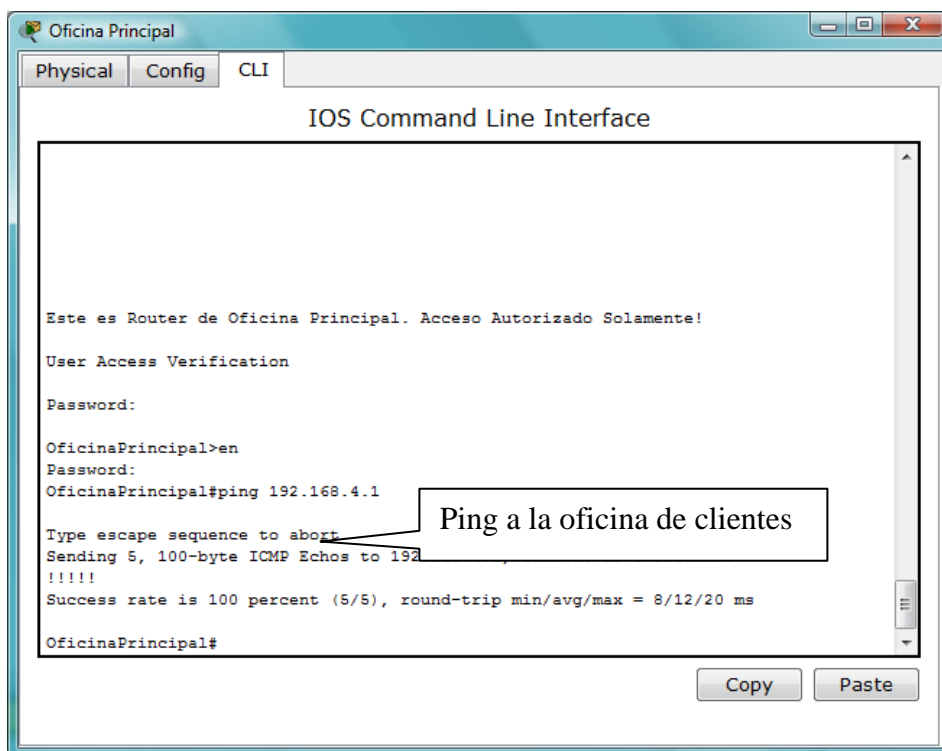 Oficina Principal
Physical Config CLI
IOS Command Line Interface
Este es Router de Oficina Principal. Acceso Autorizado Solamente!
User Access Verification
Password:
OficinaPrincipal>en
Password:
OficinaPrincipal#ping 192.168.4.1
Ping a la oficina de clientes
Type escape sequence to abort
Sending 5, 100-byte ICMP Echos to 192
!!!!!
Success rate is 100 percent (5/5), round-trip min/avg/max = 8/12/20 ms
OficinaPrincipal#
Copy Paste